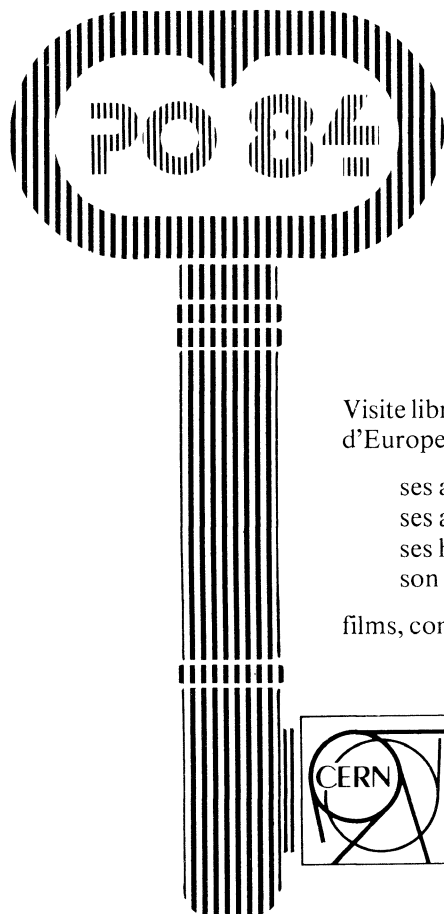 PO 84
Visite libr
d'Europe
ses a
ses a
ses h
son
films, con
CERN